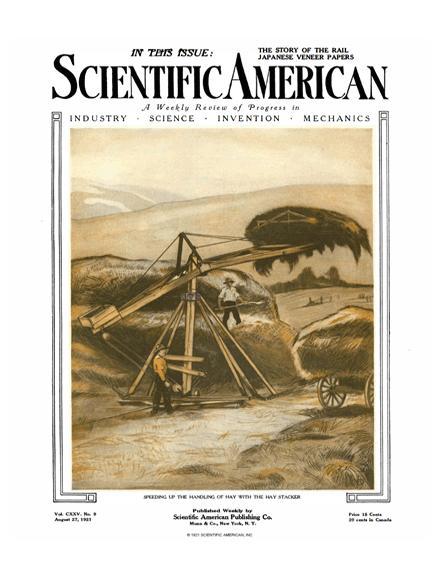 IN THIS ISSUE:
THE STORY OF THE RAIL
JAPANESE VENEER PAPERS
SCIENTIFIC AMERICAN
A Weekly Review of Progress in
INDUSTRY · SCIENCE · INVENTION · MECHANICS
SPEEDING UP THE HANDLING OF HAY WITH THE HAY STACKER
Vol. CXXV. No. 9
August 27, 1921
Published Weekly by
Scientific American Publishing Co.
Munn & Co., New York, N. Y.
Price 15 Cents
20 cents in Canada
© 1921 SCIENTIFIC AMERICAN, INC